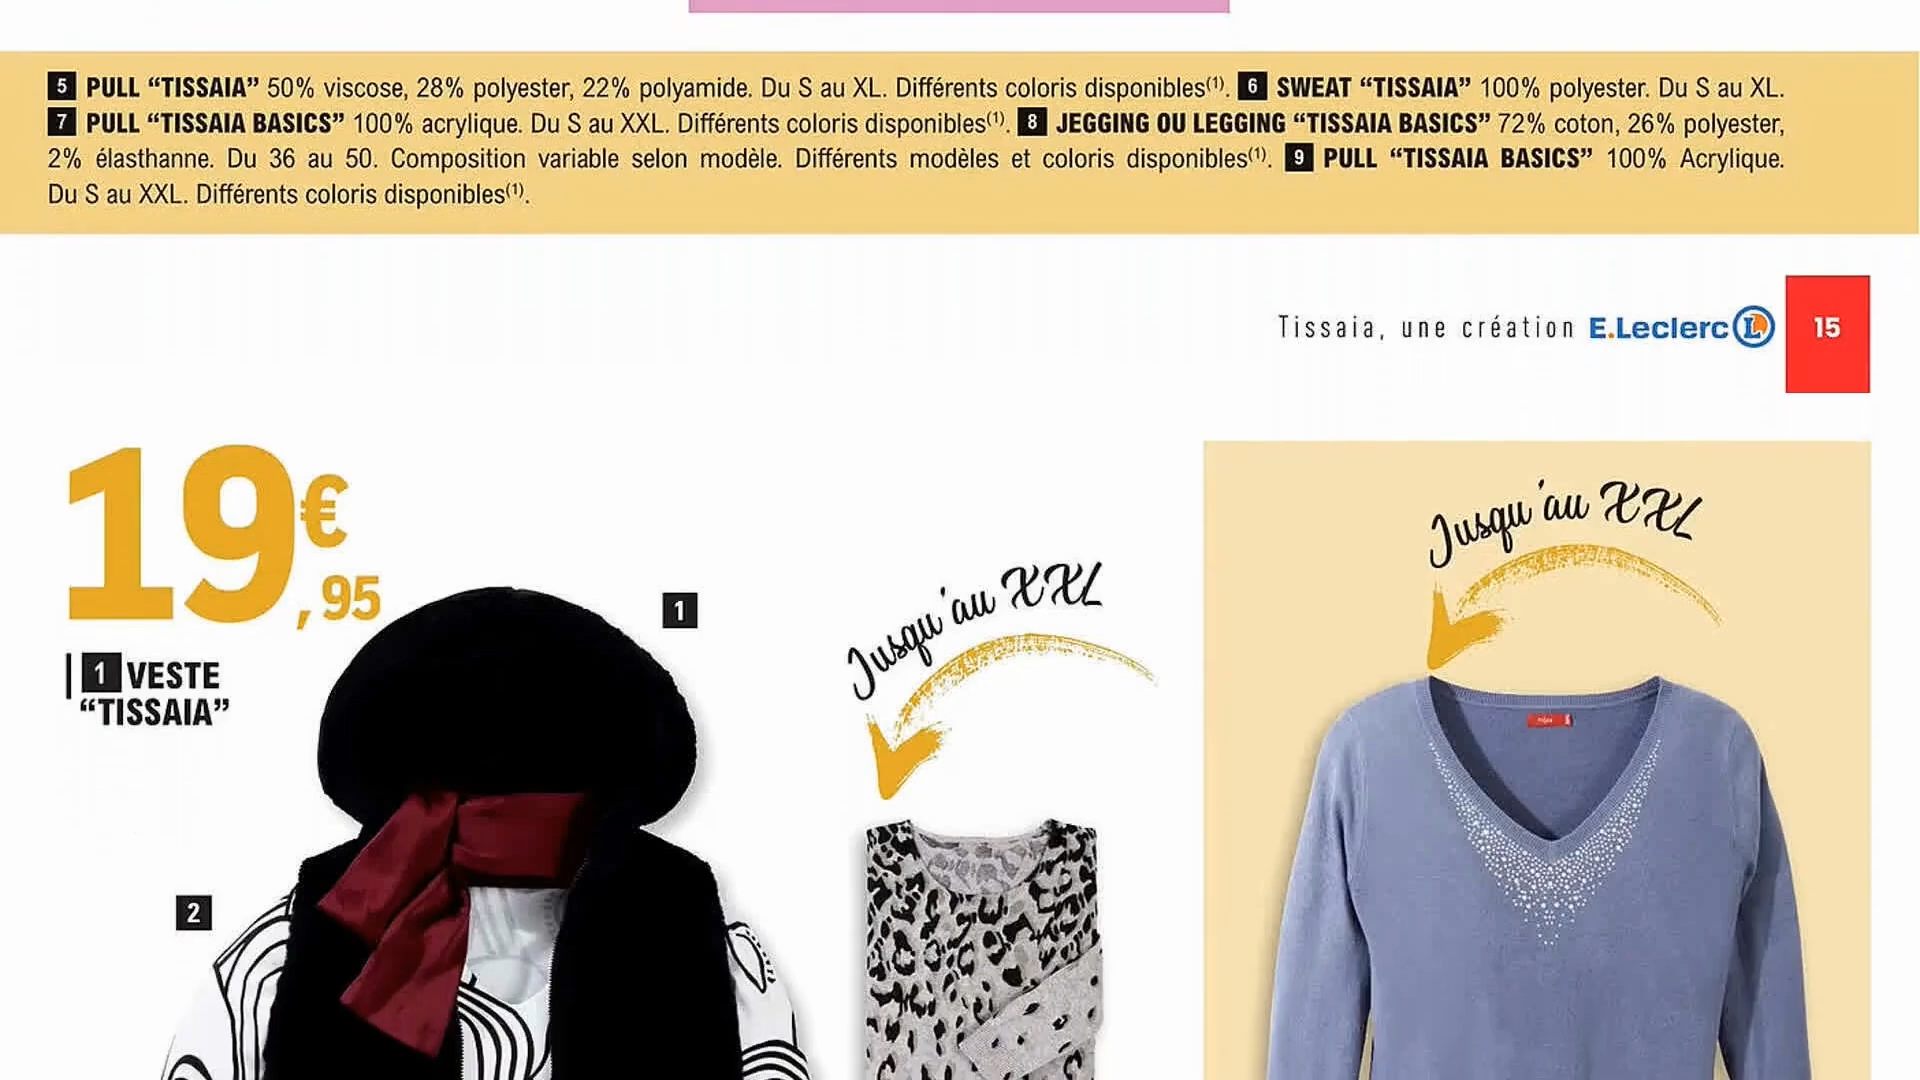 5 PULL “TISSAIA” 50% viscose, 28% polyester, 22% polyamide. Du S au XL. Différents coloris disponibles(1). 6 SWEAT “TISSAIA” 100% polyester. Du S au XL.
7 PULL “TISSAIA BASICS” 100% acrylique. Du S au XXL. Différents coloris disponibles(1). 8 JEGGING OU LEGGING “TISSAIA BASICS” 72% coton, 26% polyester,
2% élasthanne. Du 36 au 50. Composition variable selon modèle. Différents modèles et coloris disponibles(1). 9 PULL “TISSAIA BASICS” 100% Acrylique.
Du S au XXL. Différents coloris disponibles(1).
Tissaia, une création E.Leclerc L 15
19€,95
1 VESTE
“TISSAIA”
1
2
Jusqu'au XXL
Jusqu'au XXL